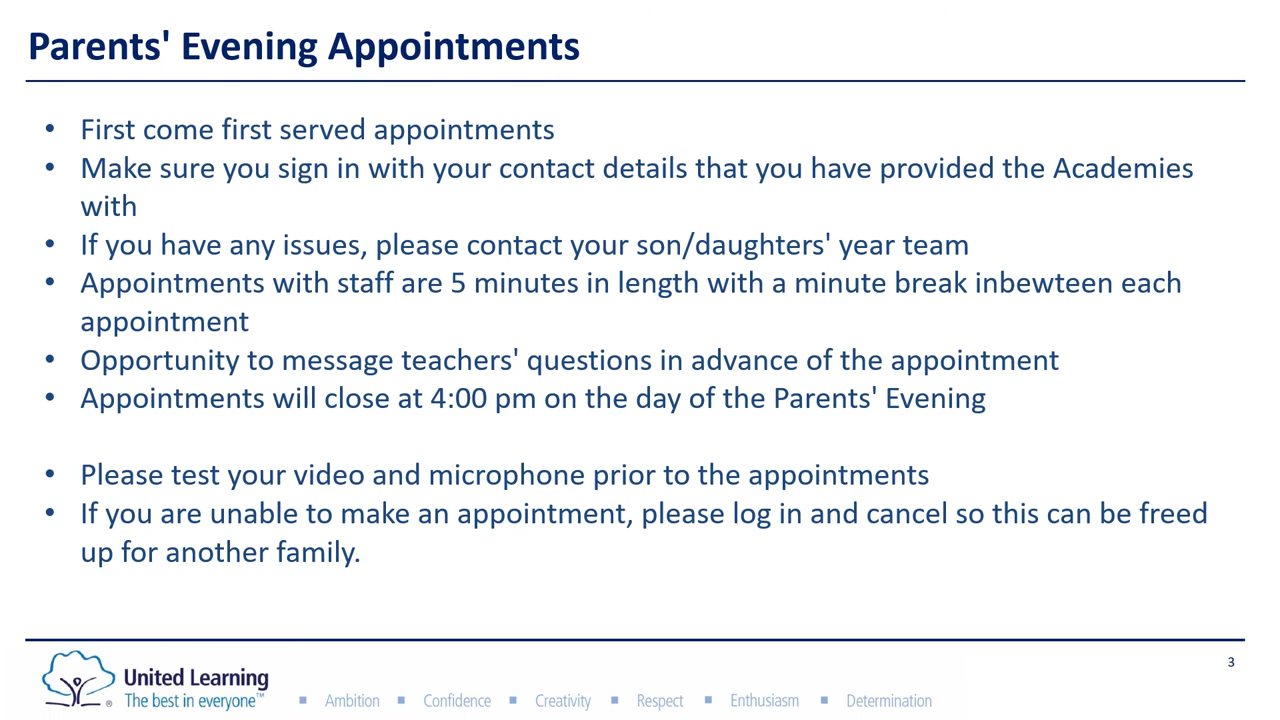 Parents' Evening Appointments
• First come first served appointments
• Make sure you sign in with your contact details that you have provided the Academies
with
• If you have any issues, please contact your son/daughters' year team
• Appointments with staff are 5 minutes in length with a minute break inbewteen each
appointment
• Opportunity to message teachers' questions in advance of the appointment
• Appointments will close at 4:00 pm on the day of the Parents' Evening
• Please test your video and microphone prior to the appointments
• If you are unable to make an appointment, please log in and cancel so this can be freed
up for another family.
3
United Learning
The best in everyone™
®
▪ Ambition ▪ Confidence ▪ Creativity ▪ Respect ▪ Enthusiasm ▪ Determination